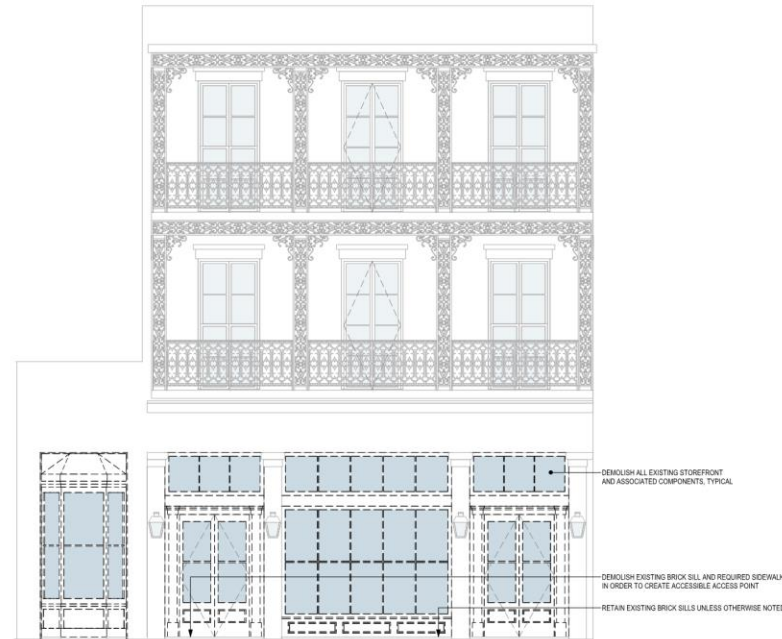 DEMOLISH ALL EXISTING STOREFRONT
AND ASSOCIATED COMPONENTS, TYPICAL
DEMOLISH EXISTING BRICK SILL AND REQUIRED SIDEWALK
IN ORDER TO CREATE ACCESSIBLE ACCESS POINT
RETAIN EXISTING BRICK SILLS UNLESS OTHERWISE NOTED